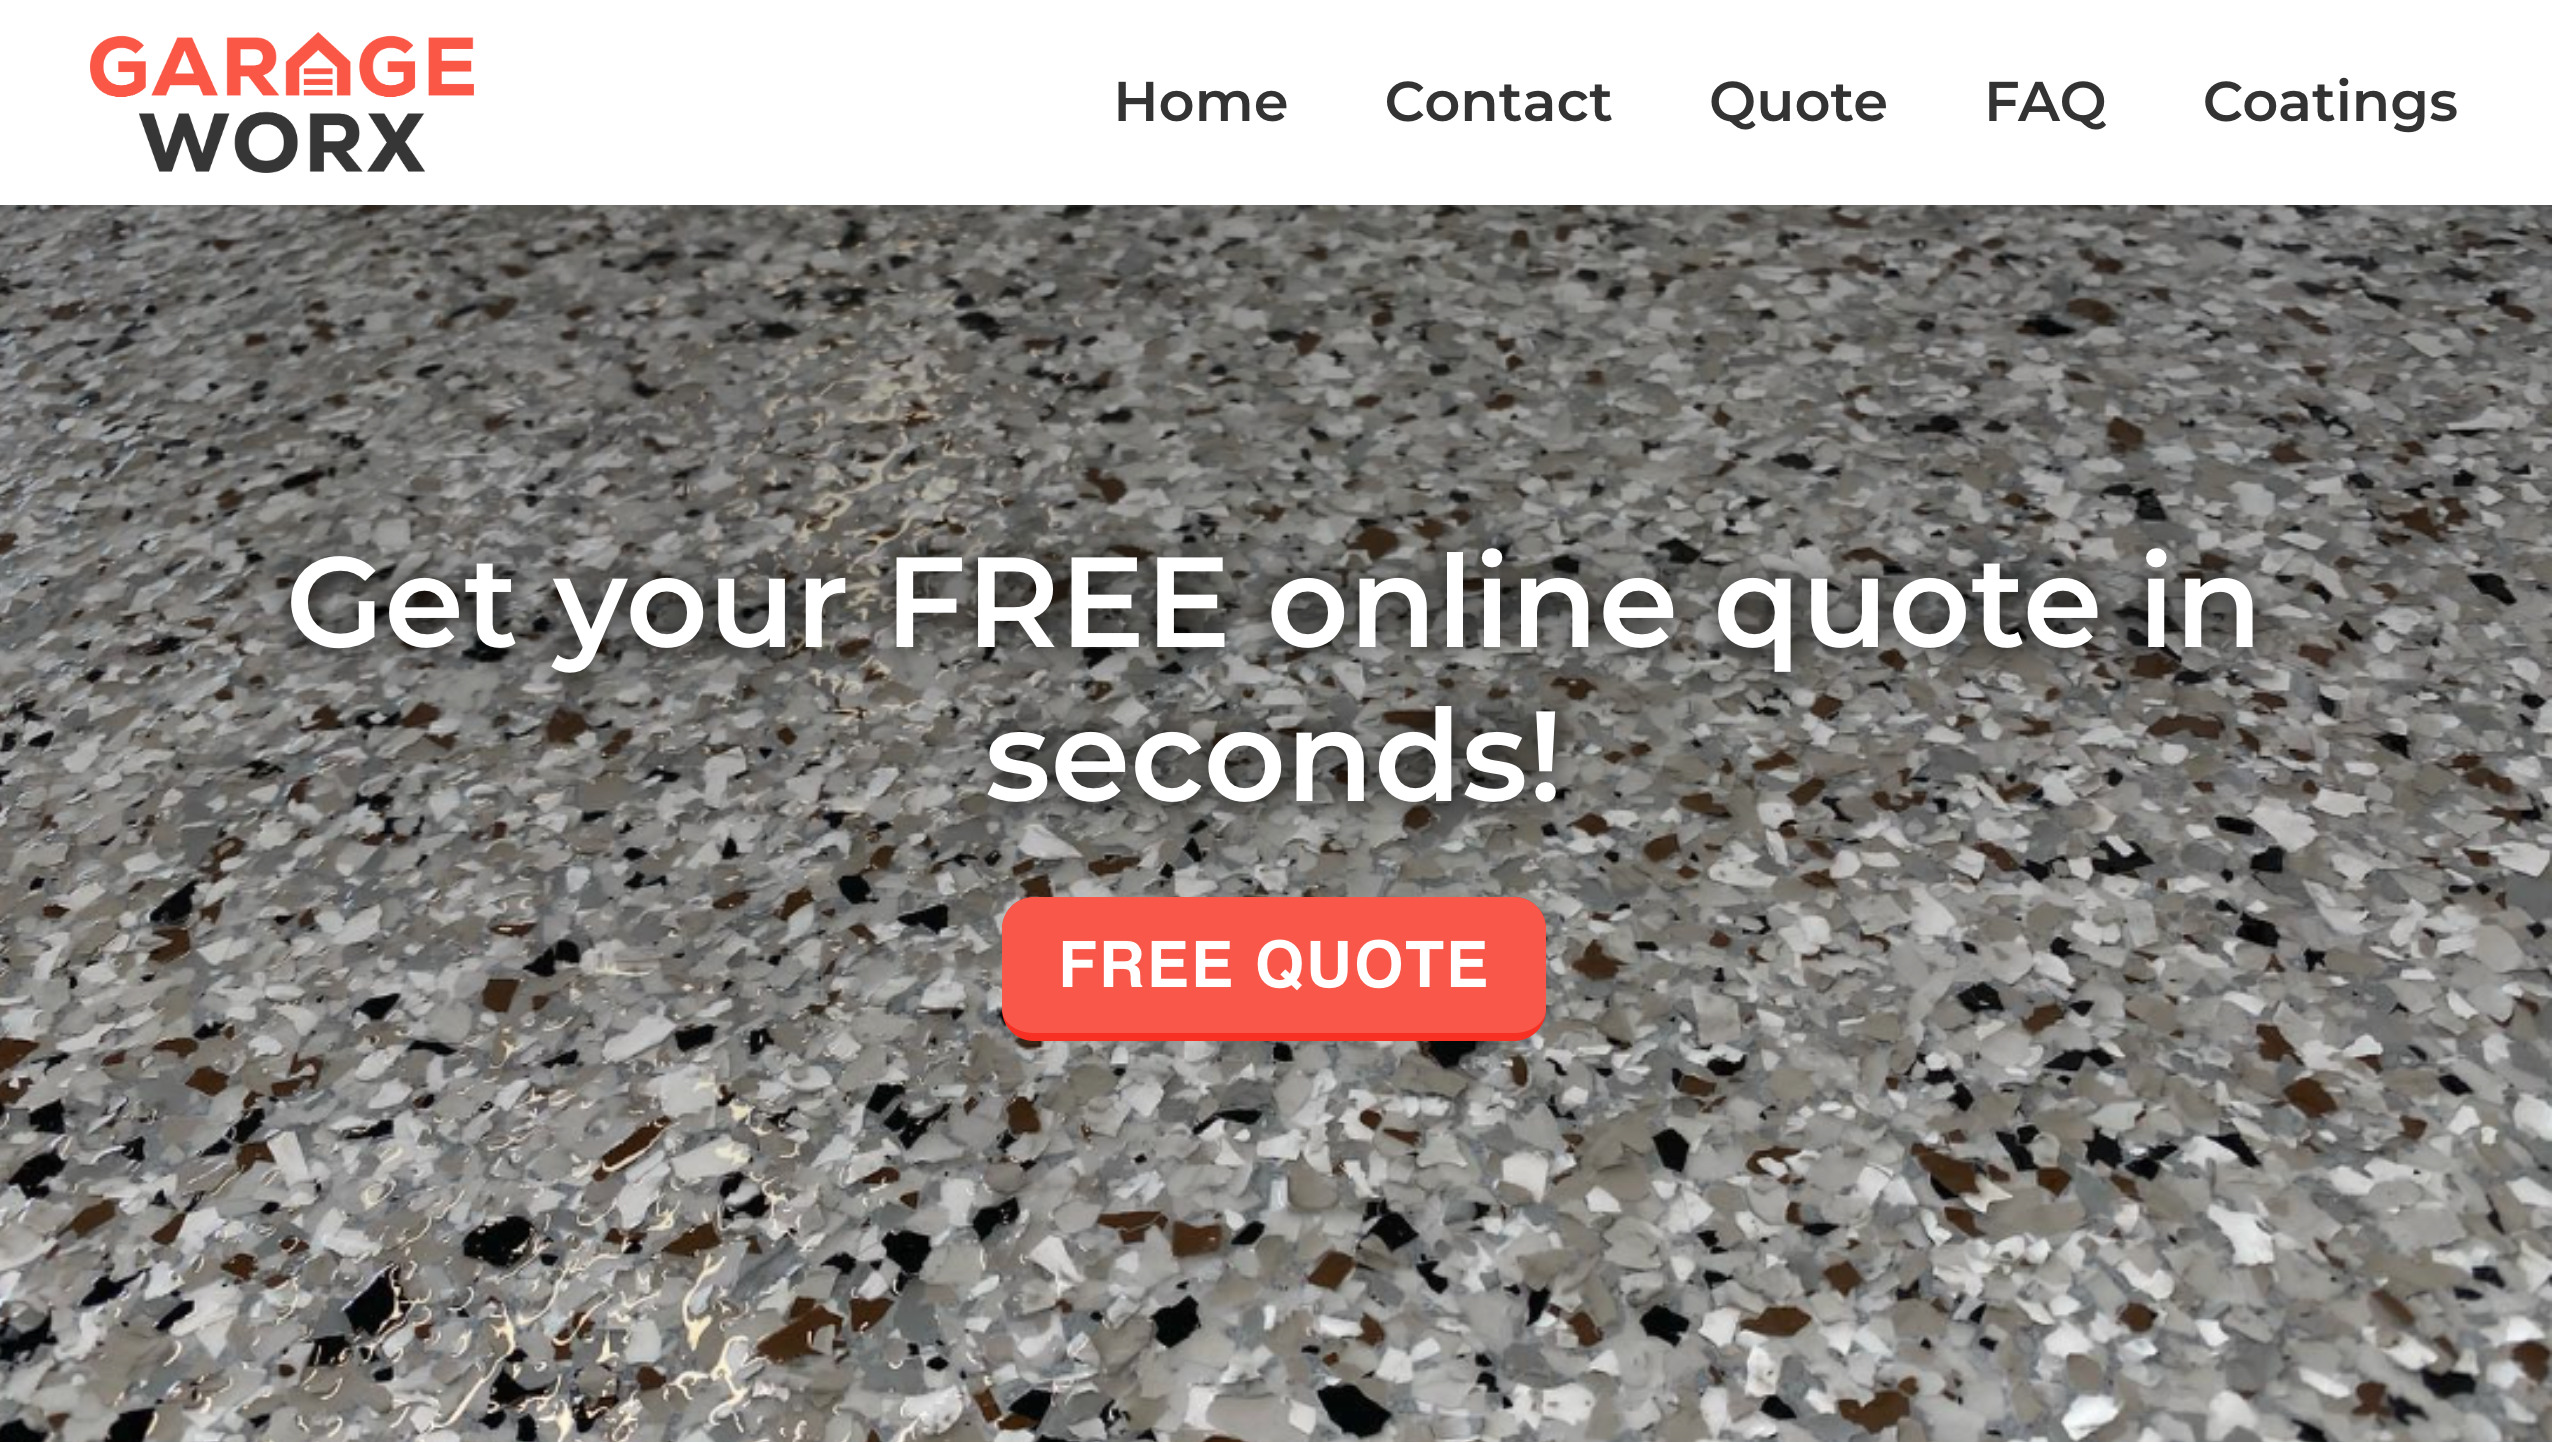 GARAGE
WORX
Home Contact Quote FAQ Coatings
Get your FREE online quote in
seconds!
FREE QUOTE